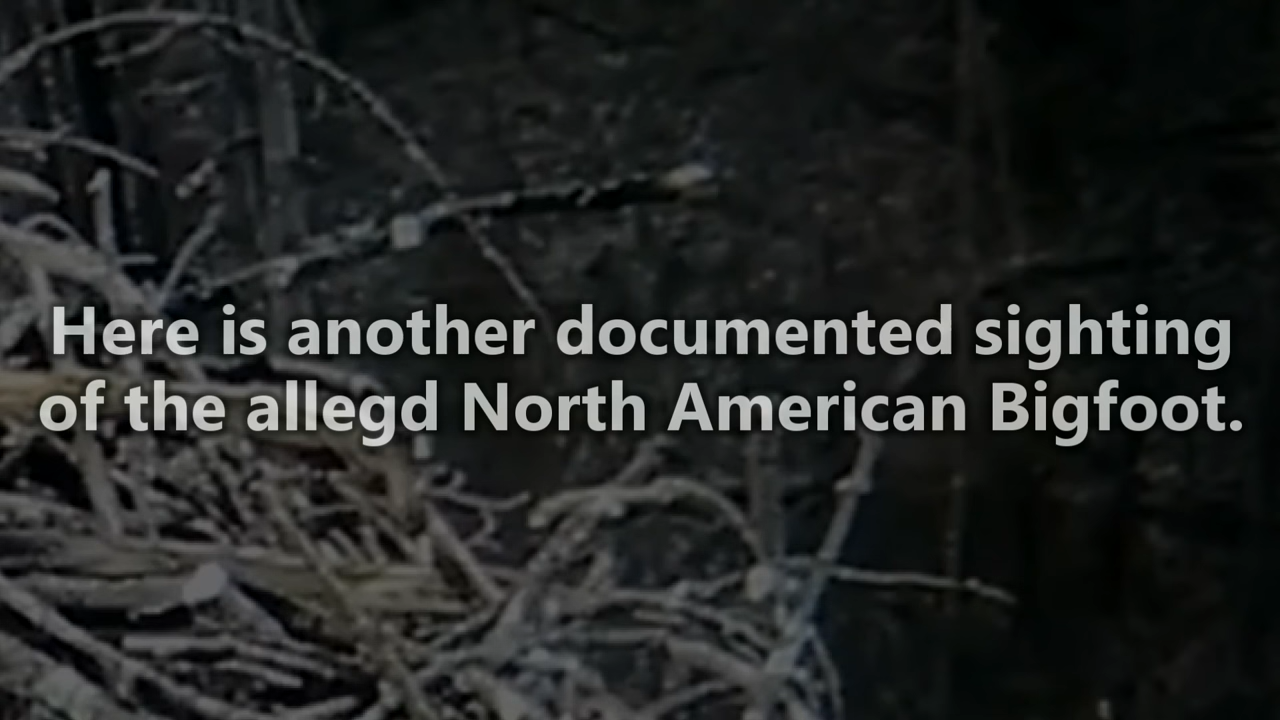 Here is another documented sighting
of the allegd North American Bigfoot.